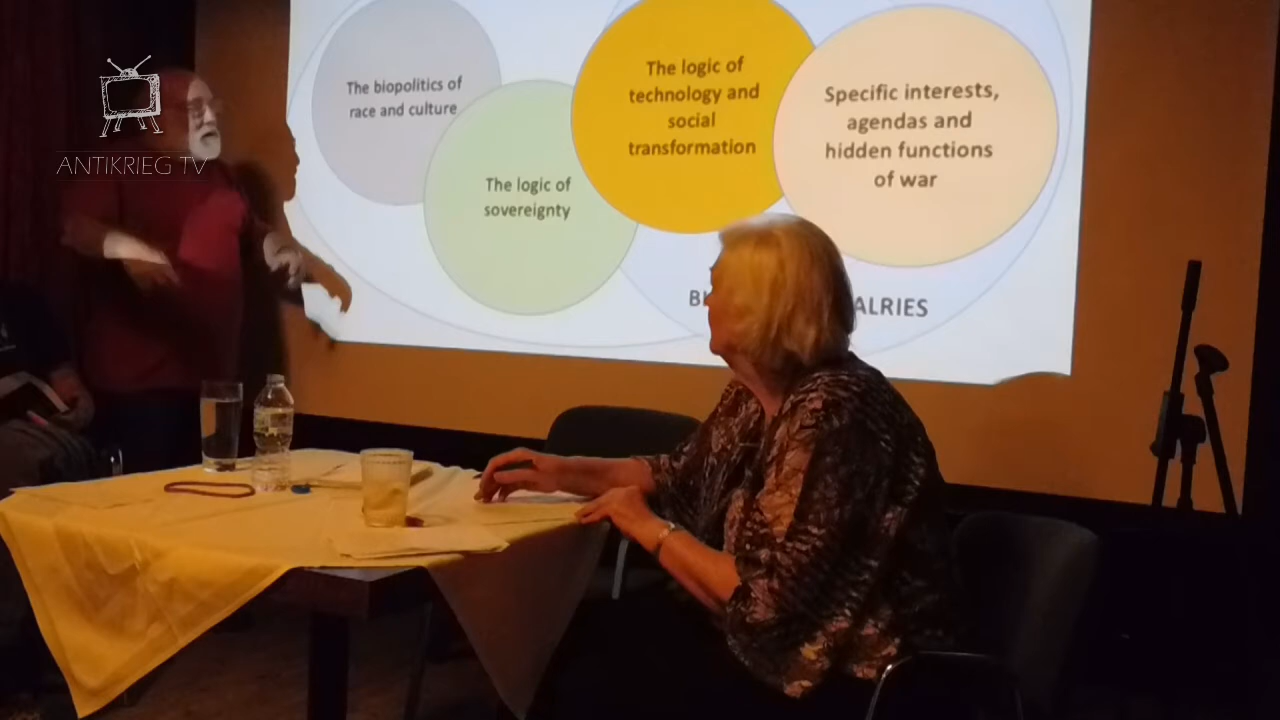 ANTIKRIEG TV
The biopolitics of
race and culture
The logic of
sovereignty
The logic of
technology and
social
transformation
Specific interests,
agendas and
hidden functions
of war